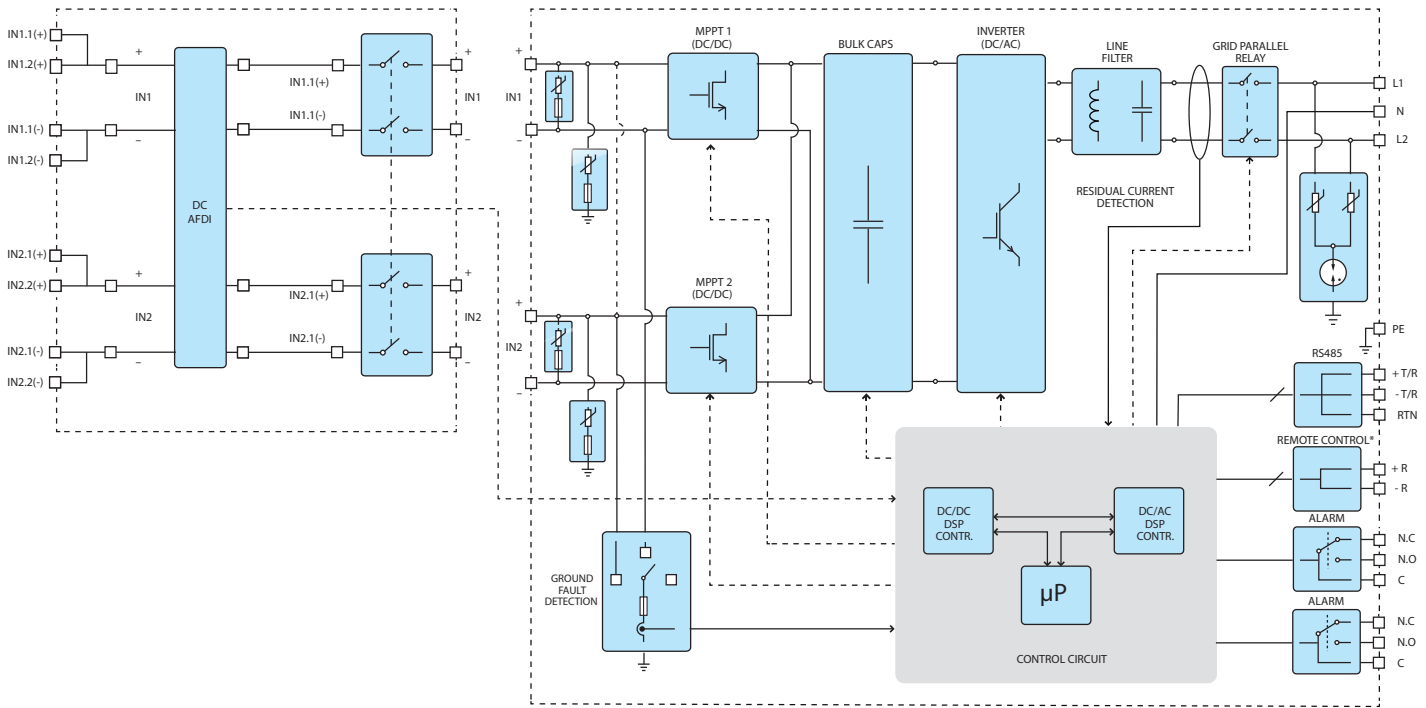 IN1.1(+)
IN1.2(+)
+
IN1
IN1.1(-)
–
IN1.2(-)
DC
AFDI
IN1.1(+)
IN1.1(-)
+
IN1
–
IN2.1(+)
+
IN2.2(+)
IN2
IN2.1(-)
–
IN2.2(-)
IN2.1(+)
IN2.1(-)
+
IN2
–
+
IN1
–
MPPT 1
(DC/DC)
BULK CAPS
INVERTER
(DC/AC)
LINE
FILTER
GRID PARALLEL
RELAY
L1
N
L2
RESIDUAL CURRENT
DETECTION
+
IN2
–
MPPT 2
(DC/DC)
PE
RS485
+ T/R
- T/R
RTN
REMOTE CONTROL*
+ R
- R
ALARM
N.C
N.O
C
ALARM
N.C
N.O
C
GROUND
FAULT
DETECTION
DC/DC
DSP
CONTR.
DC/AC
DSP
CONTR.
µP
CONTROL CIRCUIT